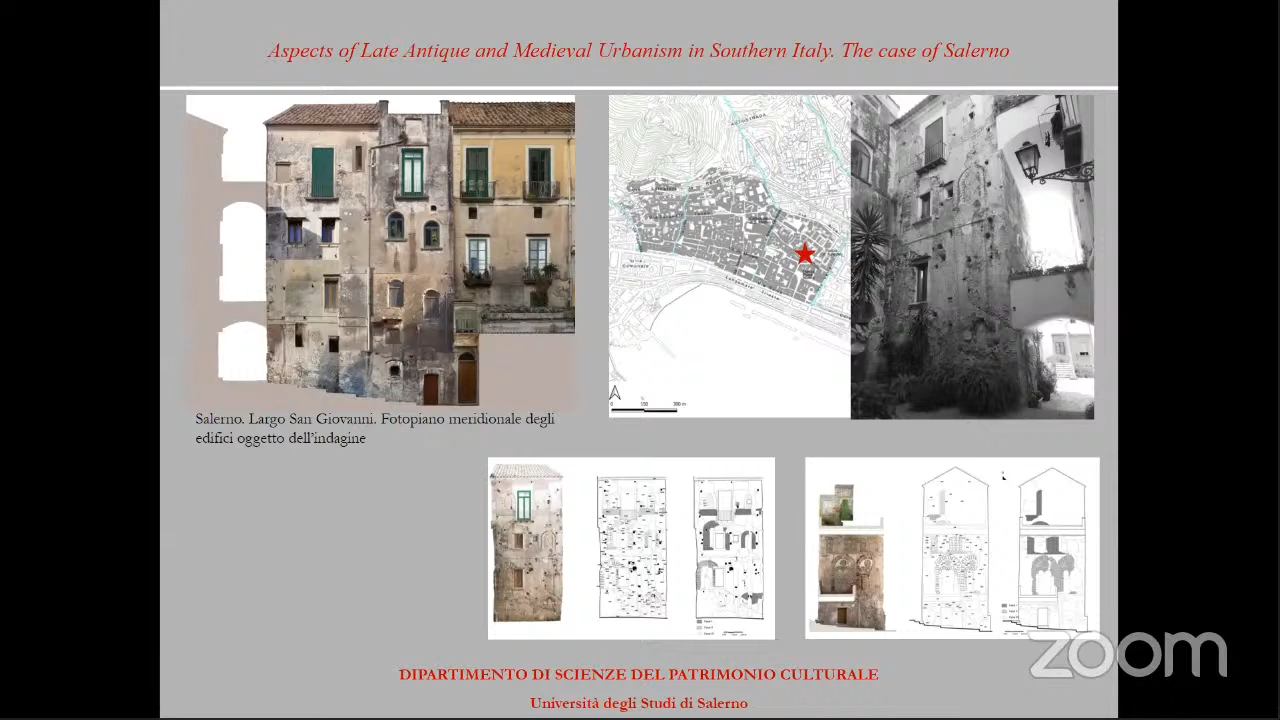 Aspects of Late Antique and Medieval Urbanism in Southern Italy. The case of Salerno
AUTOSTRADA
Salerno. Largo San Giovanni. Fotopiano meridionale degli
edifici oggetto dell'indagine
DIPARTIMENTO DI SCIENZE DEL PATRIMONIO CULTURALE
Università degli Studi di Salerno
zoom